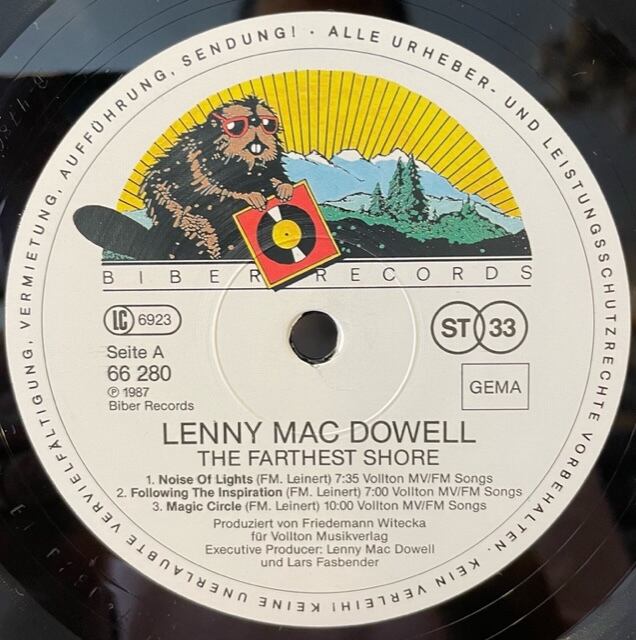 ALLE URHEBER- UND LEISTUNGSSCHUTZRECHTE VORBEHALTEN. KEIN VERLEIH! KEINE UNERLAUBTE VERVIELFÄLTIGUNG, VERMIETUNG, AUFFÜHRUNG, SENDUNG! ·
BIBER RECORDS
LC 6923
ST 33
Seite A
66 280
℗ 1987
Biber Records
GEMA
LENNY MAC DOWELL
THE FARTHEST SHORE
1. Noise Of Lights (FM. Leinert) 7:35 Vollton MV/FM Songs
2. Following The Inspiration (FM. Leinert) 7:00 Vollton MV/FM Songs
3. Magic Circle (FM. Leinert) 10:00 Vollton MV/FM Songs
Produziert von Friedemann Witecka
für Vollton Musikverlag
Executive Producer: Lenny Mac Dowell
und Lars Fasbender